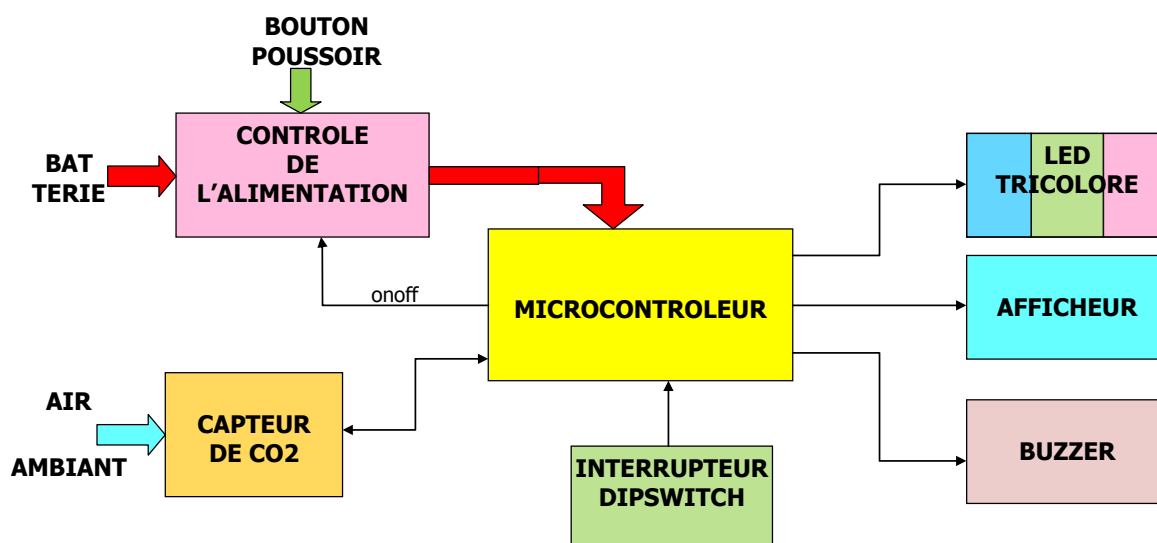 BOUTON
POUSSOIR
CONTROLE
DE
L'ALIMENTATION
BAT
TERIE
LED
TRICOLORE
onoff
MICROCONTROLEUR
AFFICHEUR
AIR
AMBIANT
CAPTEUR
DE CO2
INTERRUPTEUR
DIPSWITCH
BUZZER